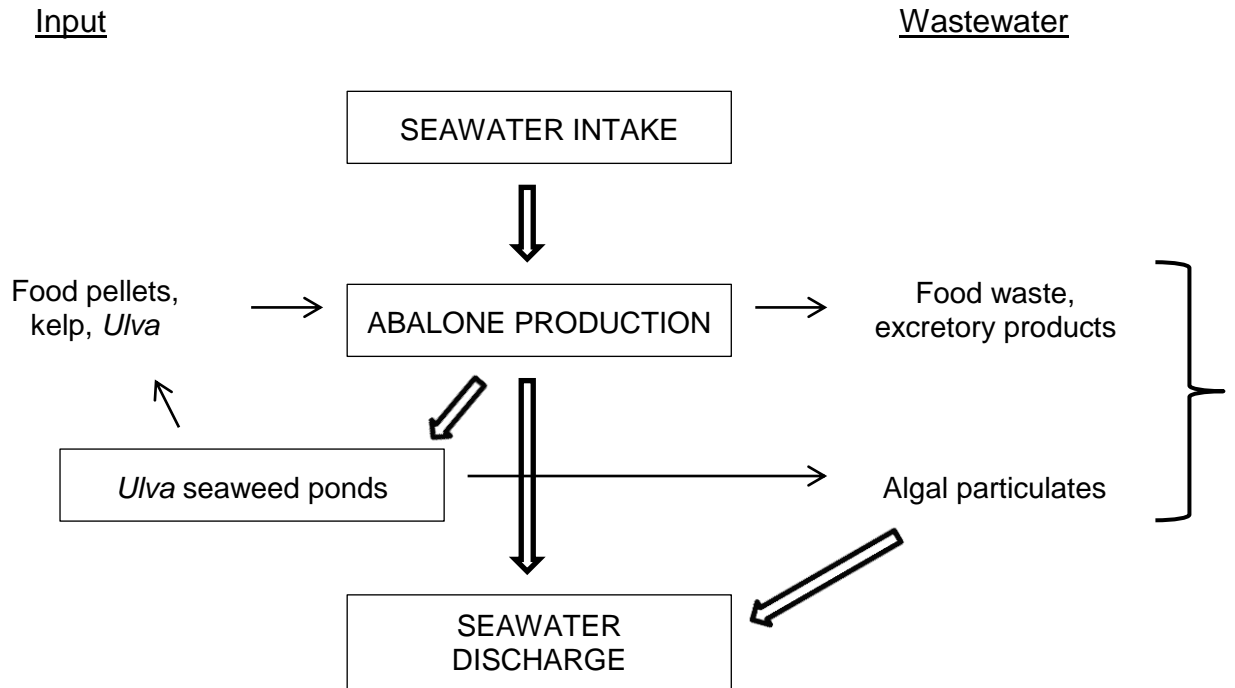 Input
Wastewater
SEAWATER INTAKE
Food pellets,
kelp, Ulva
ABALONE PRODUCTION
Food waste,
excretory products
Ulva seaweed ponds
Algal particulates
SEAWATER
DISCHARGE